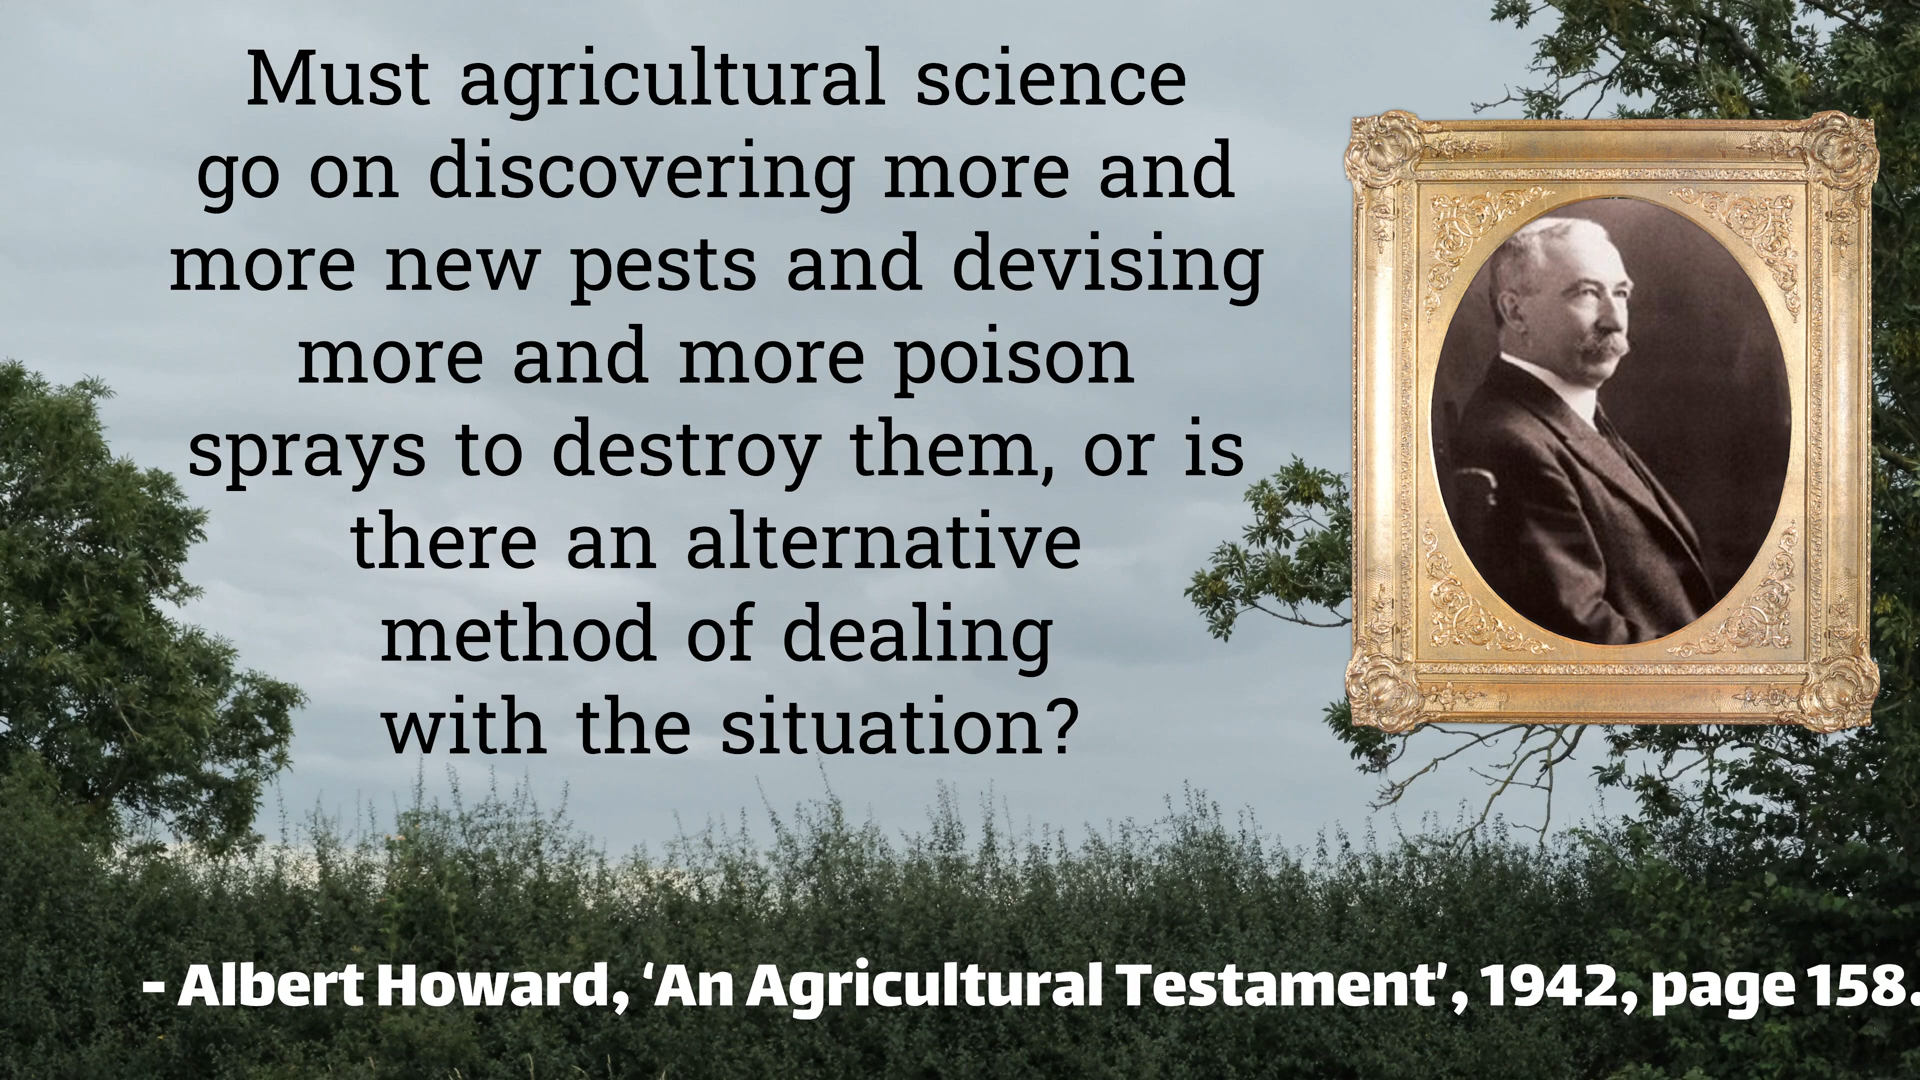 Must agricultural science
go on discovering more and
more new pests and devising
more and more poison
sprays to destroy them, or is
there an alternative
method of dealing
with the situation?
- Albert Howard, ‘An Agricultural Testament’, 1942, page 158.